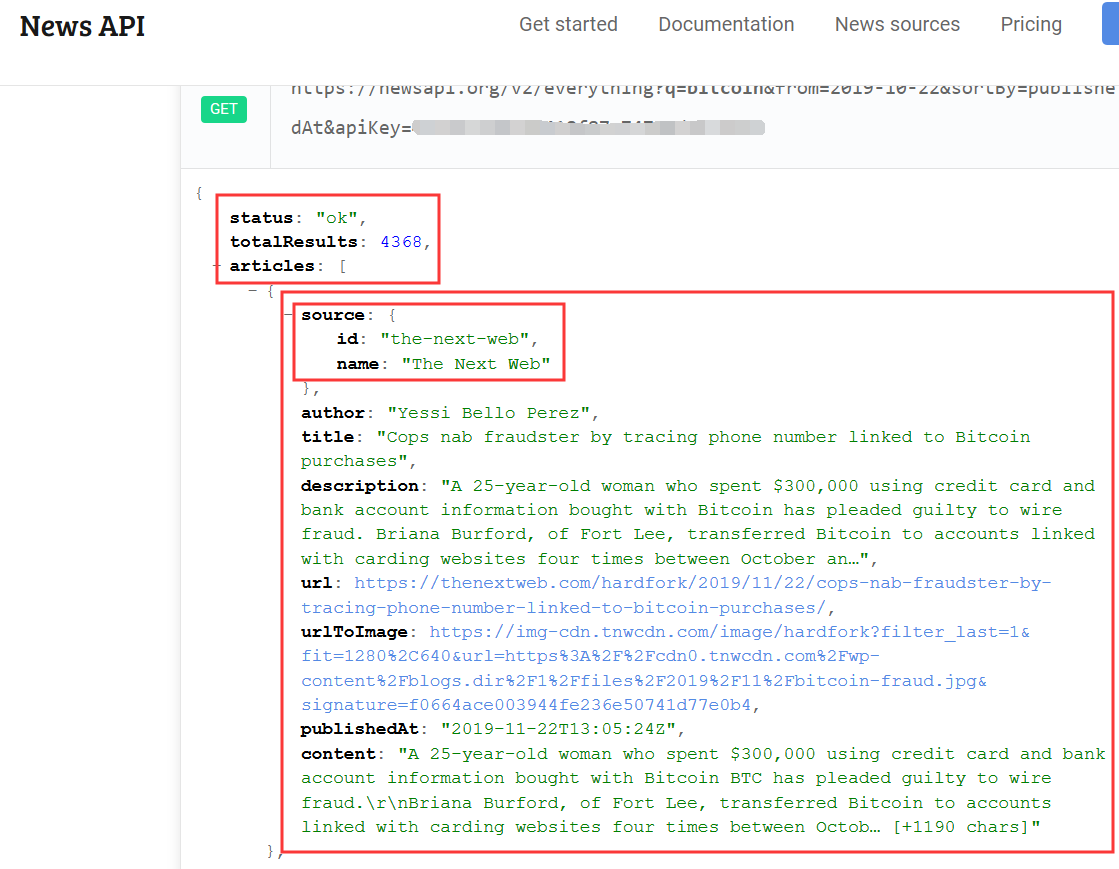 News API
Get started Documentation News sources Pricing
GET
https://newsapi.org/v2/everything?q=bitcoin&from=2019-10-22&sortBy=publishe
dAt&apiKey=
{
status: "ok",
totalResults: 4368,
articles: [
{
source: {
id: "the-next-web",
name: "The Next Web"
},
author: "Yessi Bello Perez",
title: "Cops nab fraudster by tracing phone number linked to Bitcoin
purchases",
description: "A 25-year-old woman who spent $300,000 using credit card and
bank account information bought with Bitcoin has pleaded guilty to wire
fraud. Briana Burford, of Fort Lee, transferred Bitcoin to accounts linked
with carding websites four times between October an…",
url: https://thenextweb.com/hardfork/2019/11/22/cops-nab-fraudster-by-
tracing-phone-number-linked-to-bitcoin-purchases/,
urlToImage: https://img-cdn.tnwcdn.com/image/hardfork?filter_last=1&
fit=1280%2C640&url=https%3A%2F%2Fcdn0.tnwcdn.com%2Fwp-
content%2Fblogs.dir%2F1%2Ffiles%2F2019%2F11%2Fbitcoin-fraud.jpg&
signature=f0664ace003944fe236e50741d77e0b4,
publishedAt: "2019-11-22T13:05:24Z",
content: "A 25-year-old woman who spent $300,000 using credit card and bank
account information bought with Bitcoin BTC has pleaded guilty to wire
fraud.\r\nBriana Burford, of Fort Lee, transferred Bitcoin to accounts
linked with carding websites four times between Octob… [+1190 chars]"
},